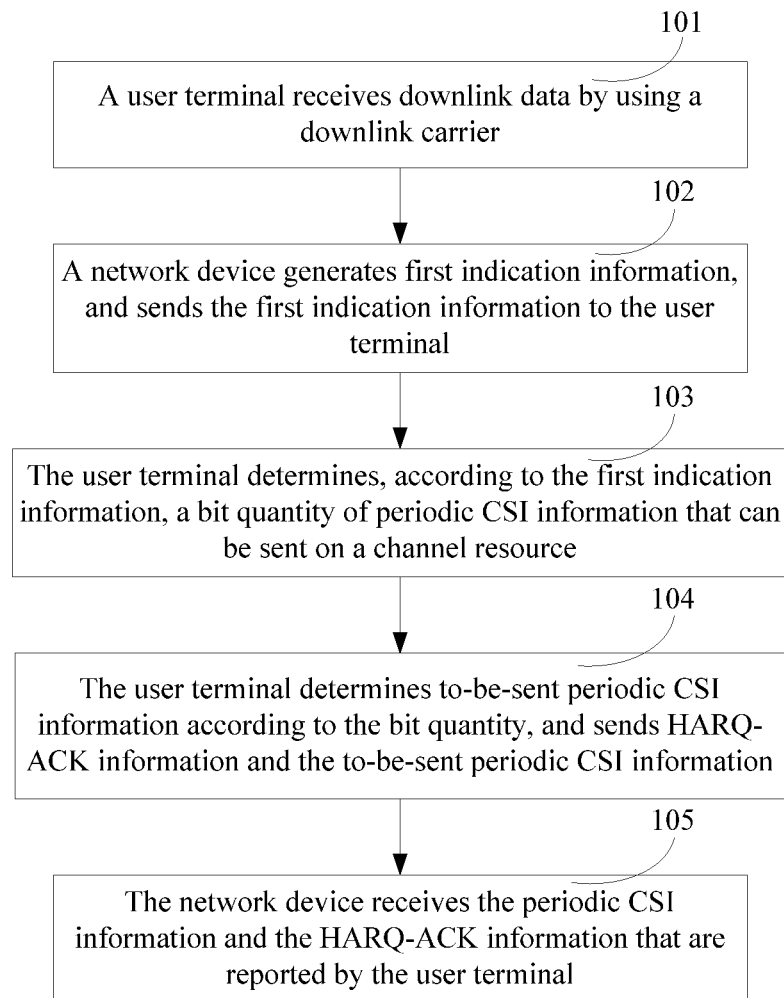 101
A user terminal receives downlink data by using a
downlink carrier
102
A network device generates first indication information,
and sends the first indication information to the user
terminal
103
The user terminal determines, according to the first indication
information, a bit quantity of periodic CSI information that can
be sent on a channel resource
104
The user terminal determines to-be-sent periodic CSI
information according to the bit quantity, and sends HARQ-
ACK information and the to-be-sent periodic CSI information
105
The network device receives the periodic CSI
information and the HARQ-ACK information that are
reported by the user terminal